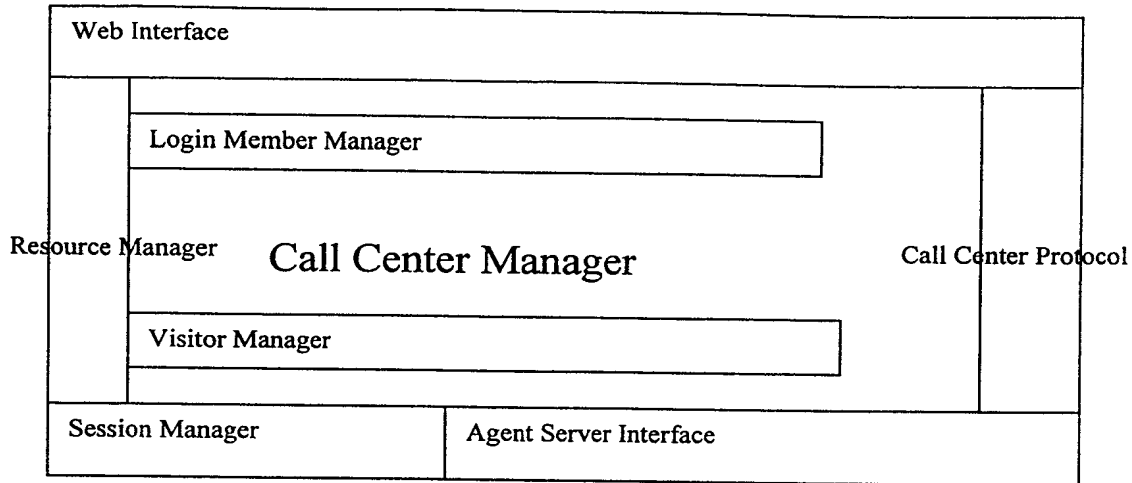 Web Interface
Login Member Manager
Resource Manager
Call Center Manager
Call Center Protocol
Visitor Manager
Session Manager
Agent Server Interface